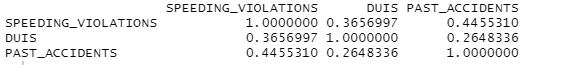 SPEEDING_VIOLATIONS DUIS PAST_ACCIDENTS
SPEEDING_VIOLATIONS 1.0000000 0.3656997 0.4455310
DUIS 0.3656997 1.0000000 0.2648336
PAST_ACCIDENTS 0.4455310 0.2648336 1.0000000